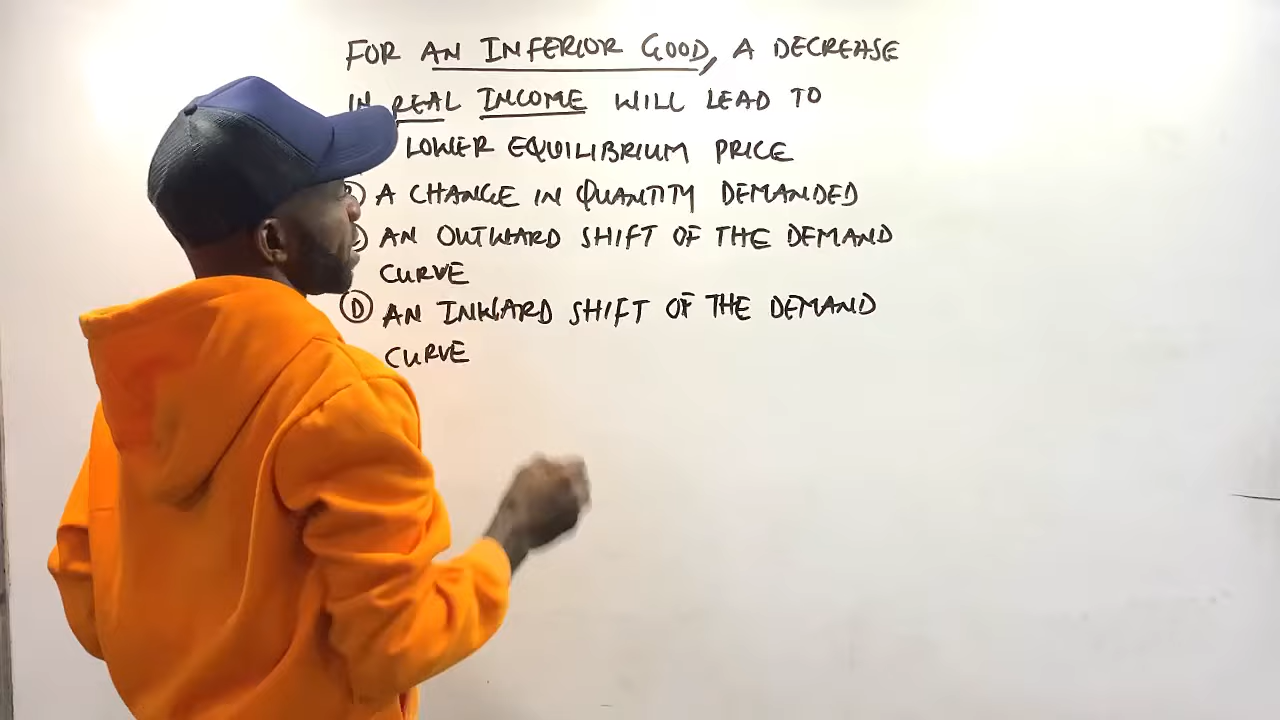 FOR AN INFERIOR GOOD, A DECREASE
IN REAL INCOME WILL LEAD TO
LOWER EQUILIBRIUM PRICE
A CHANGE IN QUANTITY DEMANDED
AN OUTWARD SHIFT OF THE DEMAND
CURVE
D AN INWARD SHIFT OF THE DEMAND
CURVE